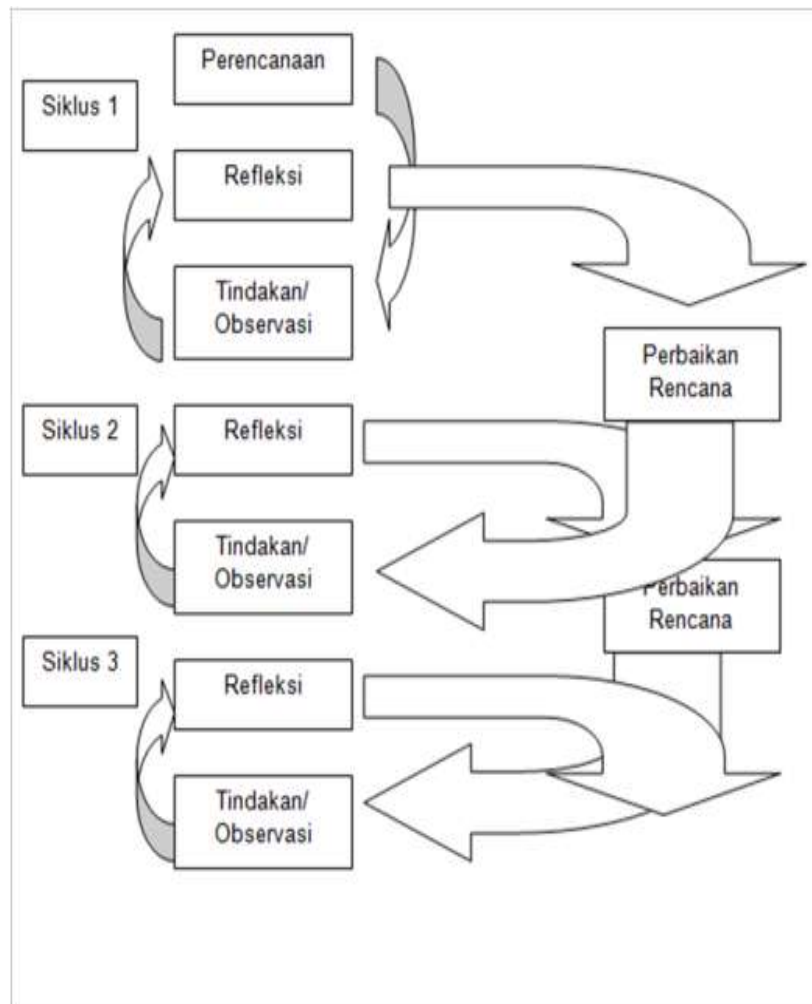 Perencanaan
Siklus 1
Refleksi
Tindakan/
Observasi
Perbaikan
Rencana
Siklus 2
Refleksi
Tindakan/
Observasi
Perbaikan
Rencana
Siklus 3
Refleksi
Tindakan/
Observasi